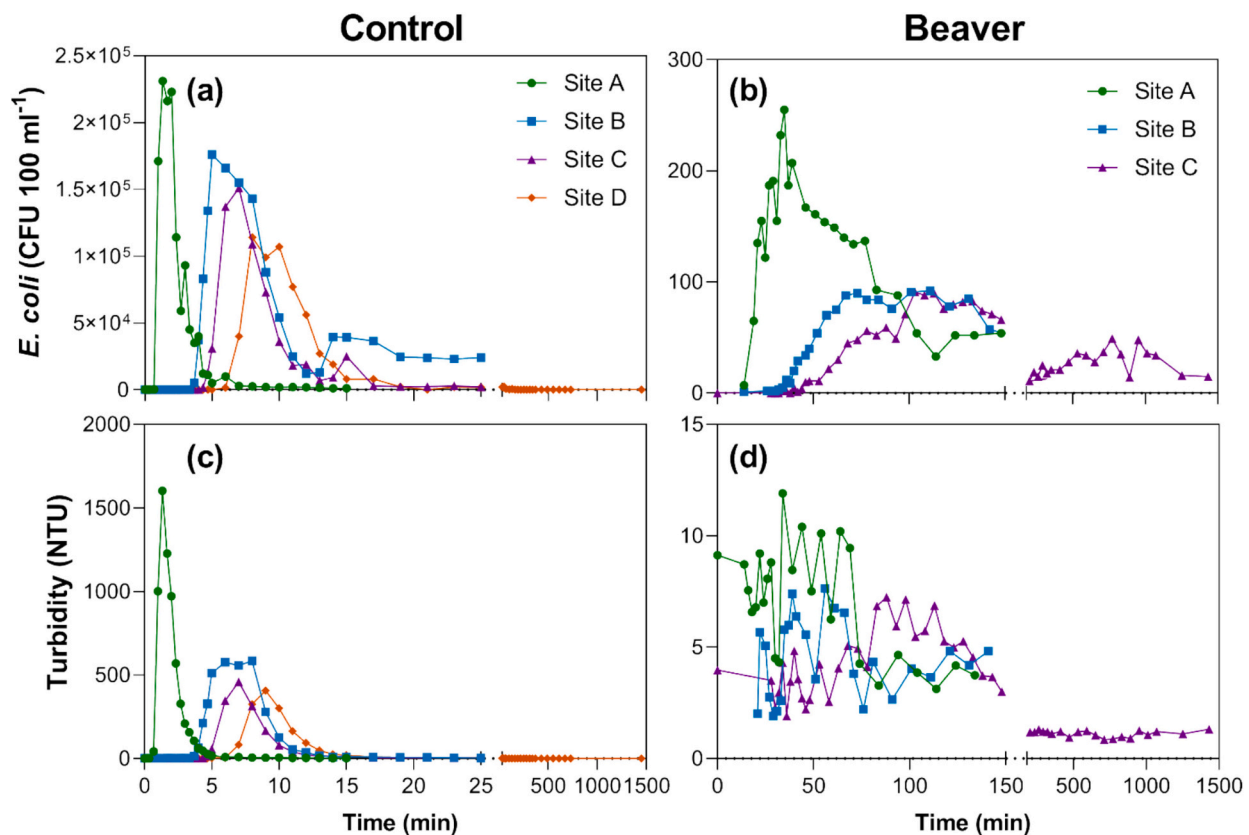 Control
Beaver
2.5×10⁵
2.0×10⁵
1.5×10⁵
1×10⁵
5×10⁴
0
E. coli (CFU 100 ml⁻¹)
(a)
Site A
Site B
Site C
Site D
300
200
100
0
(b)
Site A
Site B
Site C
2000
1500
1000
500
0
Turbidity (NTU)
(c)
0 5 10 15 20 25 500 1000 1500
Time (min)
15
10
5
0
(d)
0 50 100 150 500 1000 1500
Time (min)